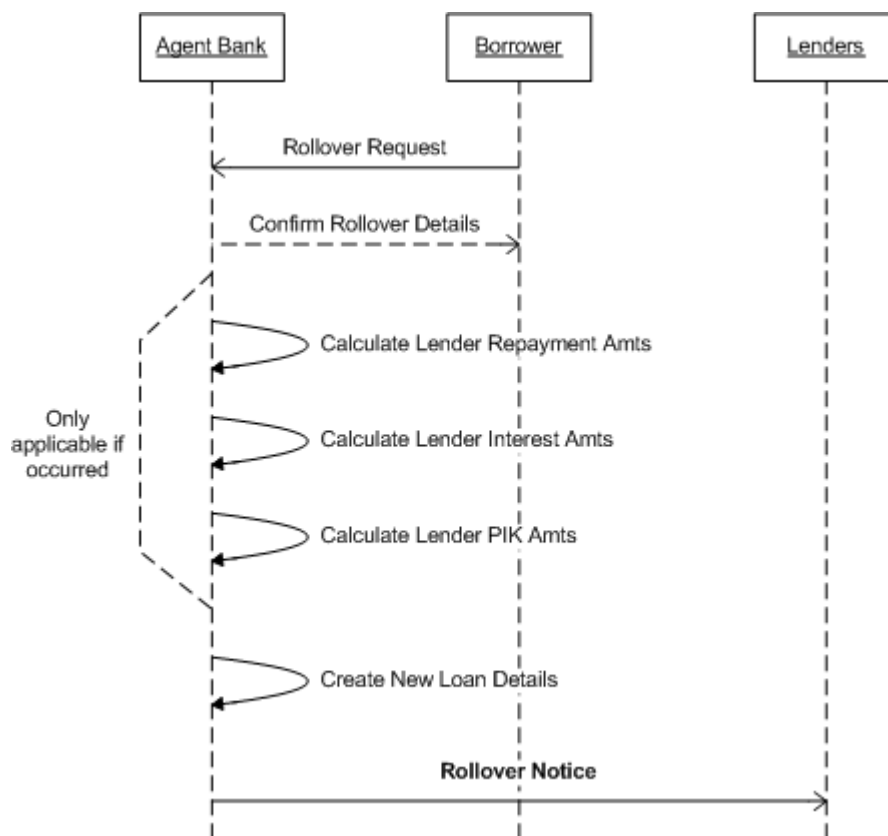 Agent Bank
Borrower
Lenders
Rollover Request
Confirm Rollover Details
Calculate Lender Repayment Amts
Only
applicable if
occurred
Calculate Lender Interest Amts
Calculate Lender PIK Amts
Create New Loan Details
Rollover Notice